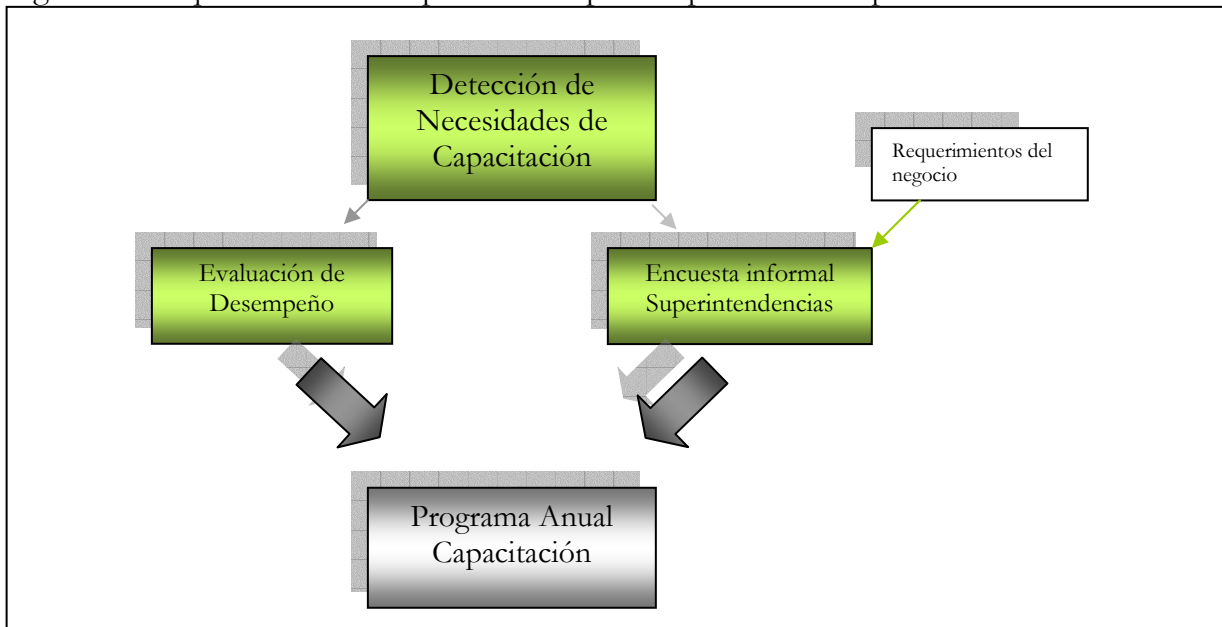 Detección de
Necesidades de
Capacitación
Requerimientos del
negocio
Evaluación de
Desempeño
Encuesta informal
Superintendencias
Programa Anual
Capacitación